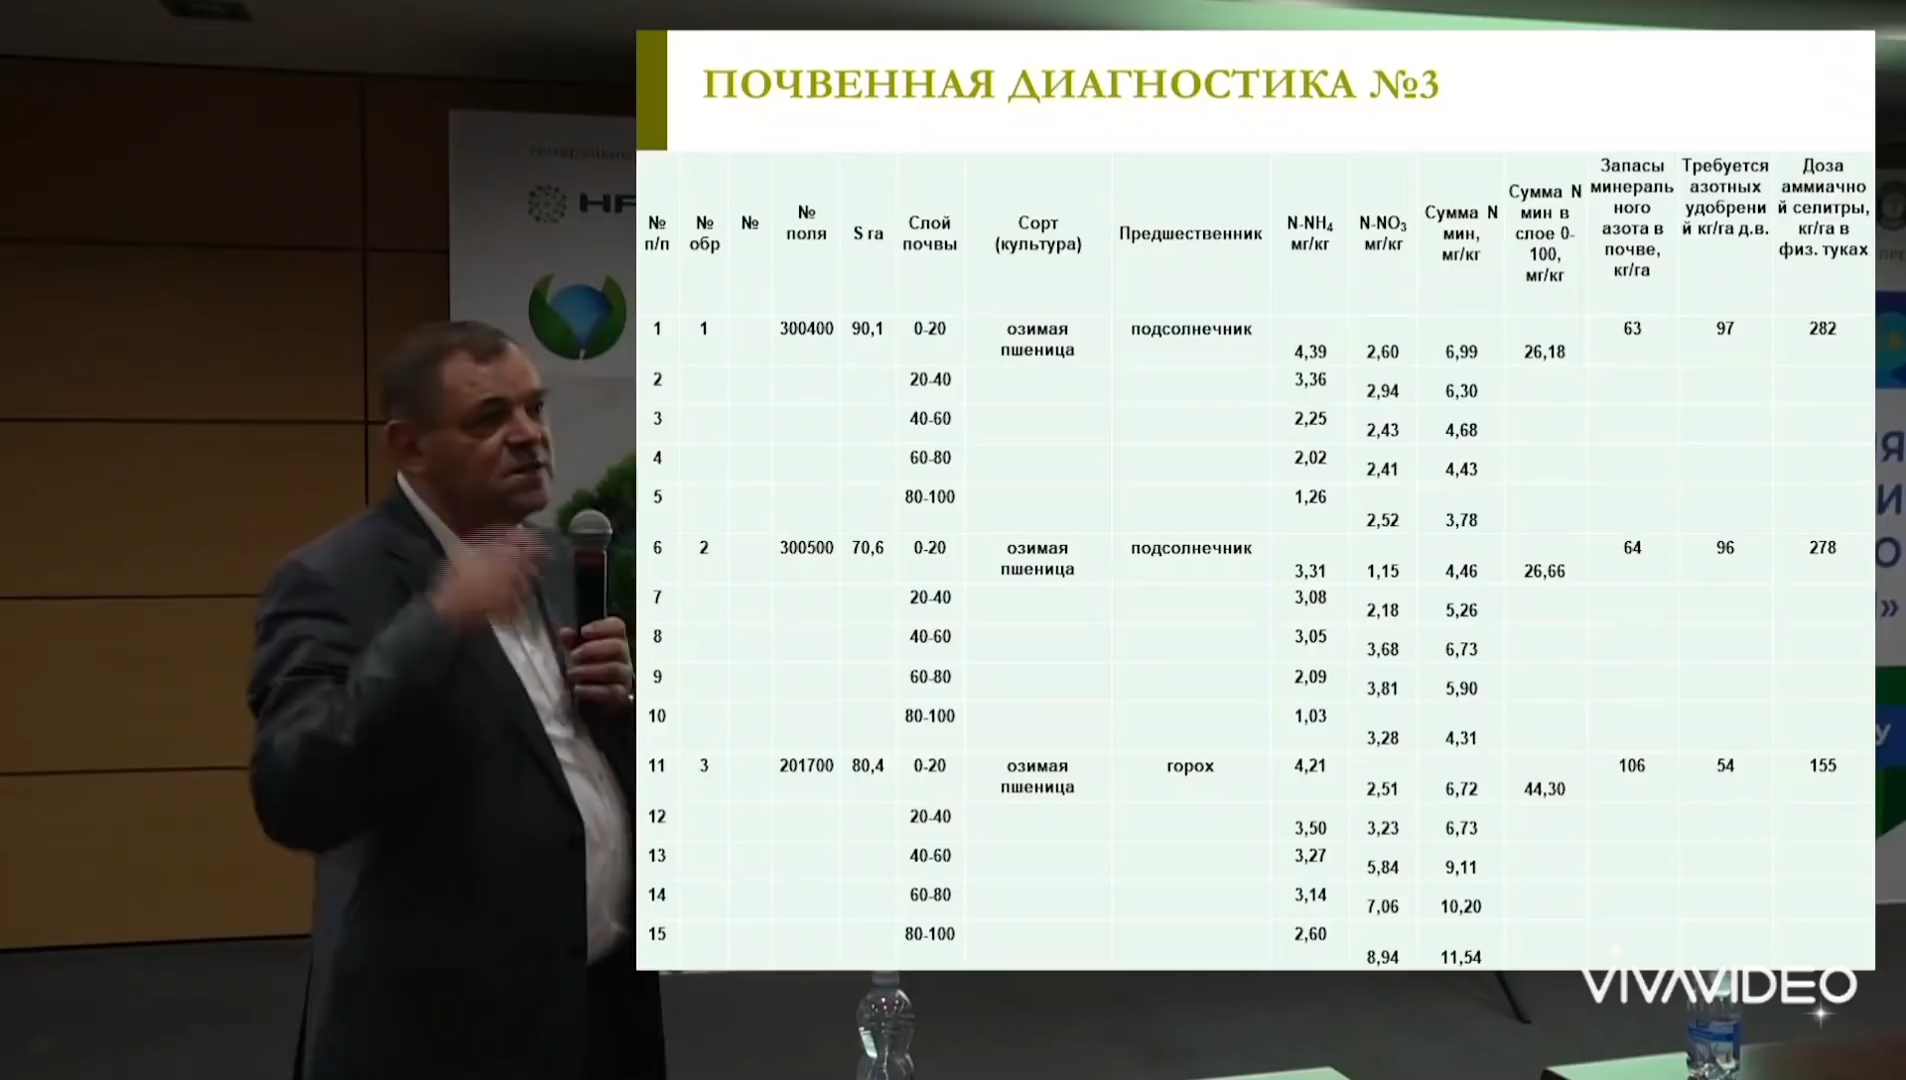 ПОЧВЕННАЯ ДИАГНОСТИКА №3
№ п/п № обр № № поля S га Слой почвы Сорт (культура) Предшественник N-NH4 мг/кг N-NO3 мг/кг Сумма N мин, мг/кг Сумма N мин в слое 0-100, мг/кг Запасы минерального азота в почве, кг/га Требуется азотных удобрений кг/га д.в. Доза аммиачной селитры, кг/га в физ. туках
1 1 300400 90,1 0-20 озимая пшеница подсолнечник 4,39 2,60 6,99 26,18 63 97 282
2 20-40 3,36 2,94 6,30
3 40-60 2,25 2,43 4,68
4 60-80 2,02 2,41 4,43
5 80-100 1,26 2,52 3,78
6 2 300500 70,6 0-20 озимая пшеница подсолнечник 3,31 1,15 4,46 26,66 64 96 278
7 20-40 3,08 2,18 5,26
8 40-60 3,05 3,68 6,73
9 60-80 2,09 3,81 5,90
10 80-100 1,03 3,28 4,31
11 3 201700 80,4 0-20 озимая пшеница горох 4,21 2,51 6,72 44,30 106 54 155
12 20-40 3,50 3,23 6,73
13 40-60 3,27 5,84 9,11
14 60-80 3,14 7,06 10,20
15 80-100 2,60 8,94 11,54
VIVAVIDEO